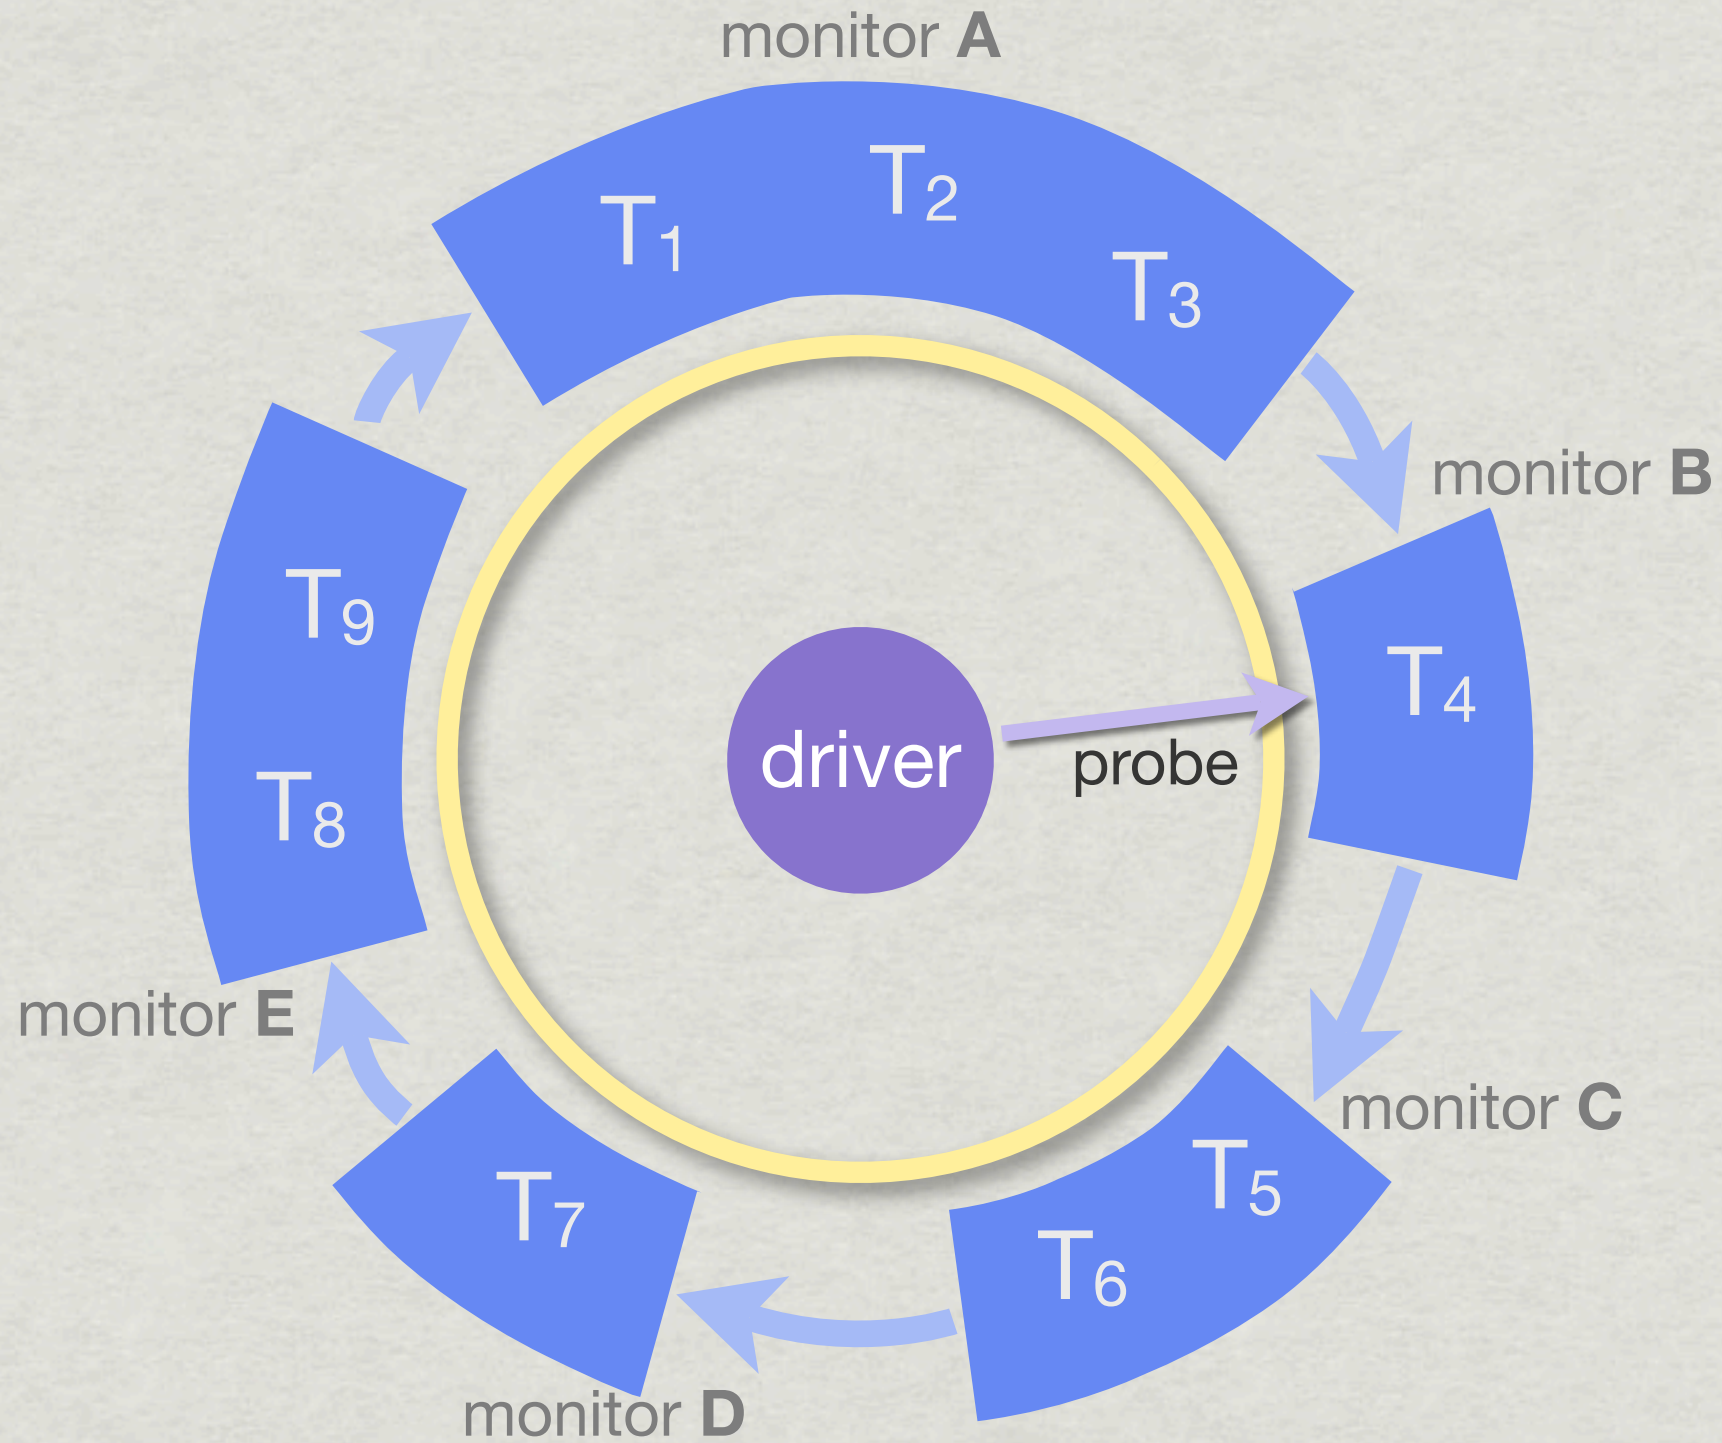 monitor A
T1
T2
T3
monitor B
T4
driver
probe
T9
T8
monitor E
monitor C
T5
T6
T7
monitor D